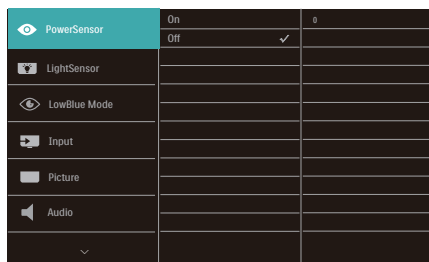 PowerSensor
On
0
Off
LightSensor
LowBlue Mode
Input
Picture
Audio